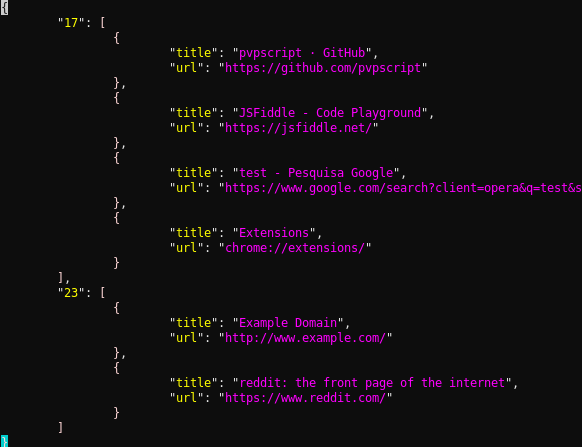 {
	"17": [
		{
			"title": "pvpscript · GitHub",
			"url": "https://github.com/pvpscript"
		},
		{
			"title": "JSFiddle - Code Playground",
			"url": "https://jsfiddle.net/"
		},
		{
			"title": "test - Pesquisa Google",
			"url": "https://www.google.com/search?client=opera&q=test&s
		},
		{
			"title": "Extensions",
			"url": "chrome://extensions/"
		}
	],
	"23": [
		{
			"title": "Example Domain",
			"url": "http://www.example.com/"
		},
		{
			"title": "reddit: the front page of the internet",
			"url": "https://www.reddit.com/"
		}
	]
}